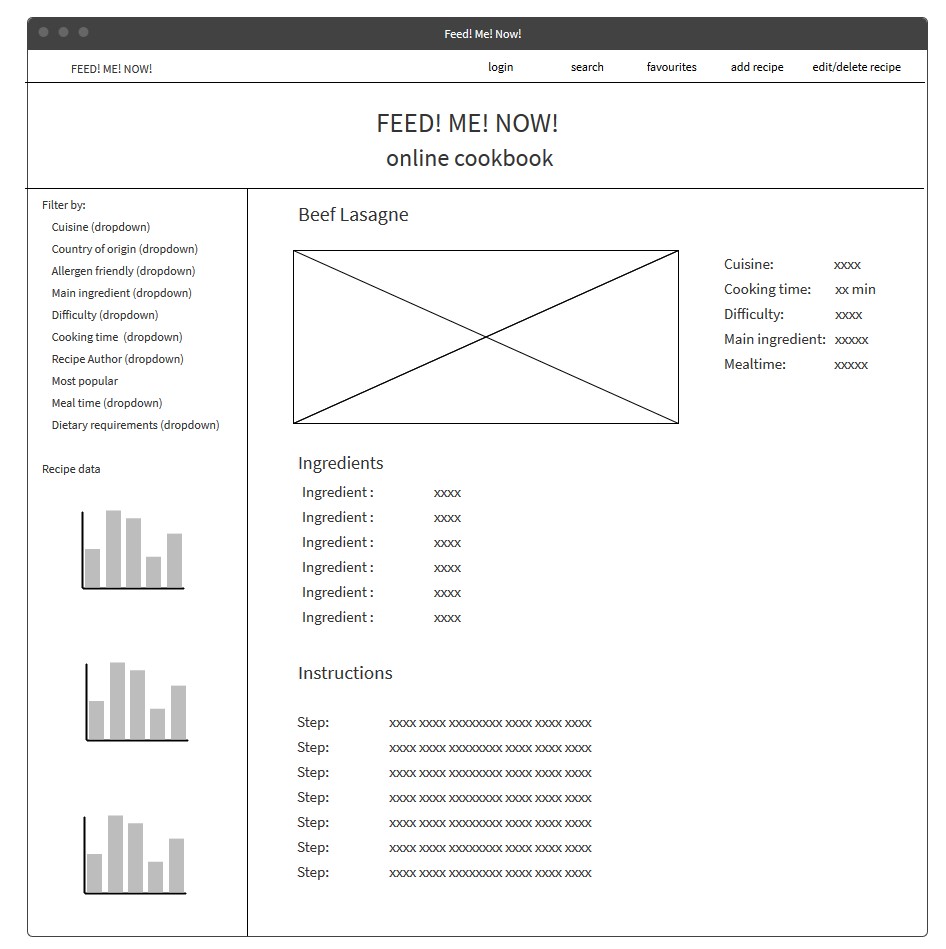 Feed! Me! Now!
FEED! ME! NOW! login search favourites add recipe edit/delete recipe
FEED! ME! NOW!
online cookbook
Filter by:
Cuisine (dropdown)
Country of origin (dropdown)
Allergen friendly (dropdown)
Main ingredient (dropdown)
Difficulty (dropdown)
Cooking time (dropdown)
Recipe Author (dropdown)
Most popular
Meal time (dropdown)
Dietary requirements (dropdown)
Recipe data
Beef Lasagne
Cuisine: xxxx
Cooking time: xx min
Difficulty: xxxx
Main ingredient: xxxxx
Mealtime: xxxxx
Ingredients
Ingredient : xxxx
Ingredient : xxxx
Ingredient : xxxx
Ingredient : xxxx
Ingredient : xxxx
Ingredient : xxxx
Instructions
Step: xxxx xxxx xxxxxxxx xxxx xxxx xxxx
Step: xxxx xxxx xxxxxxxx xxxx xxxx xxxx
Step: xxxx xxxx xxxxxxxx xxxx xxxx xxxx
Step: xxxx xxxx xxxxxxxx xxxx xxxx xxxx
Step: xxxx xxxx xxxxxxxx xxxx xxxx xxxx
Step: xxxx xxxx xxxxxxxx xxxx xxxx xxxx
Step: xxxx xxxx xxxxxxxx xxxx xxxx xxxx